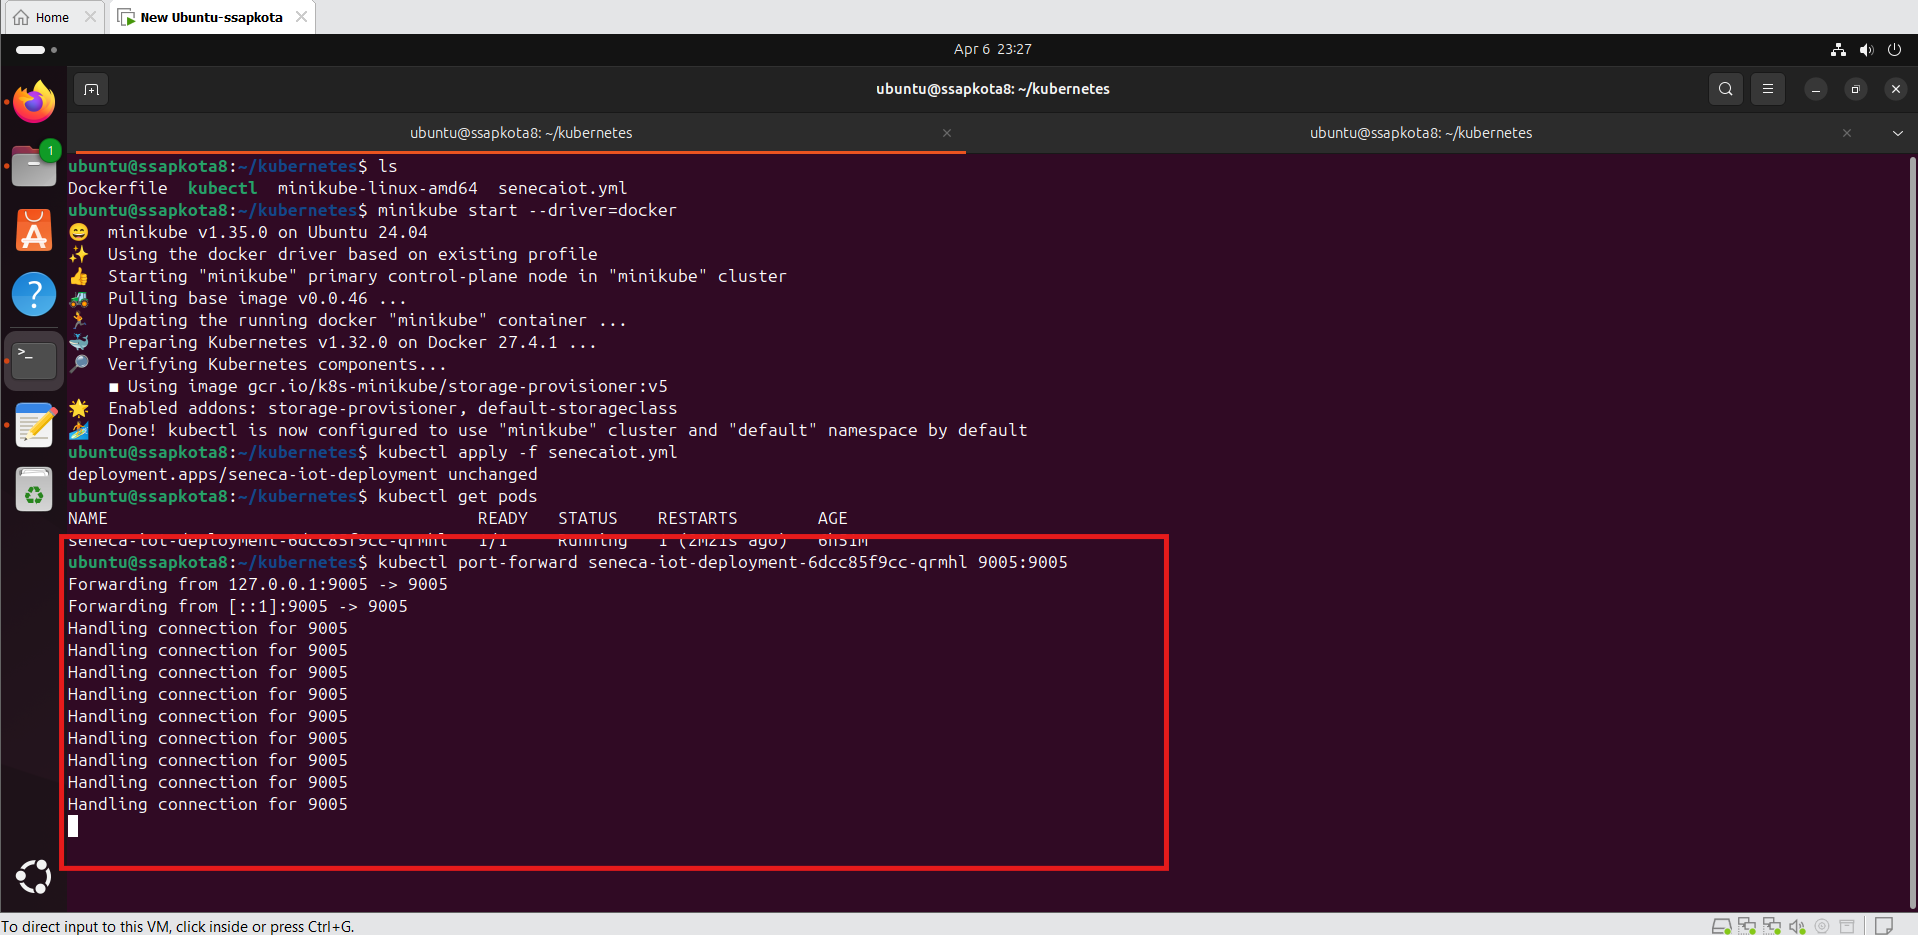 Home
New Ubuntu-ssapkota
Apr 6 23:27
ubuntu@ssapkota8: ~/kubernetes
ubuntu@ssapkota8: ~/kubernetes
ubuntu@ssapkota8: ~/kubernetes
1
ubuntu@ssapkota8:~/kubernetes$ ls
Dockerfile  kubectl  minikube-linux-amd64  senecaiot.yml
ubuntu@ssapkota8:~/kubernetes$ minikube start --driver=docker
😄  minikube v1.35.0 on Ubuntu 24.04
✨  Using the docker driver based on existing profile
👍  Starting "minikube" primary control-plane node in "minikube" cluster
🚜  Pulling base image v0.0.46 ...
🏃  Updating the running docker "minikube" container ...
🐳  Preparing Kubernetes v1.32.0 on Docker 27.4.1 ...
🔎  Verifying Kubernetes components...
    ■ Using image gcr.io/k8s-minikube/storage-provisioner:v5
🌟  Enabled addons: storage-provisioner, default-storageclass
🏄  Done! kubectl is now configured to use "minikube" cluster and "default" namespace by default
ubuntu@ssapkota8:~/kubernetes$ kubectl apply -f senecaiot.yml
deployment.apps/seneca-iot-deployment unchanged
ubuntu@ssapkota8:~/kubernetes$ kubectl get pods
NAME                                     READY   STATUS    RESTARTS        AGE
seneca-iot-deployment-6dcc85f9cc-qrmhl   1/1     Running   1 (2m21s ago)   6h51m
ubuntu@ssapkota8:~/kubernetes$ kubectl port-forward seneca-iot-deployment-6dcc85f9cc-qrmhl 9005:9005
Forwarding from 127.0.0.1:9005 -> 9005
Forwarding from [::1]:9005 -> 9005
Handling connection for 9005
Handling connection for 9005
Handling connection for 9005
Handling connection for 9005
Handling connection for 9005
Handling connection for 9005
Handling connection for 9005
Handling connection for 9005
Handling connection for 9005
To direct input to this VM, click inside or press Ctrl+G.